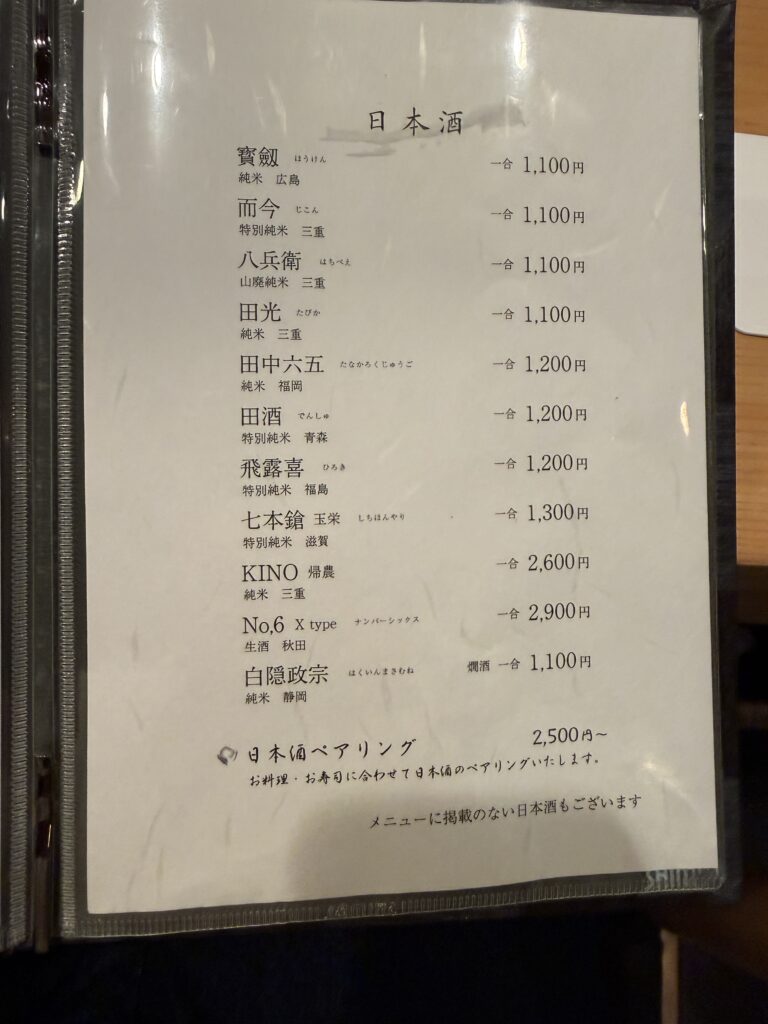 日本酒
寳劔 ほうけん 一合 1,100円
純米 広島
而今 じこん 一合 1,100円
特別純米 三重
八兵衛 はちべえ 一合 1,100円
山廃純米 三重
田光 たびか 一合 1,100円
純米 三重
田中六五 たなかろくじゅうご 一合 1,200円
純米 福岡
田酒 でんしゅ 一合 1,200円
特別純米 青森
飛露喜 ひろき 一合 1,200円
特別純米 福島
七本鎗 玉栄 しちほんやり 一合 1,300円
特別純米 滋賀
KINO 帰農 一合 2,600円
純米 三重
No,6 X type ナンバーシックス 一合 2,900円
生酒 秋田
白隠政宗 はくいんまさむね 燗酒 一合 1,100円
純米 静岡
日本酒ペアリング 2,500円～
お料理・お寿司に合わせて日本酒のペアリングいたします。
メニューに掲載のない日本酒もございます